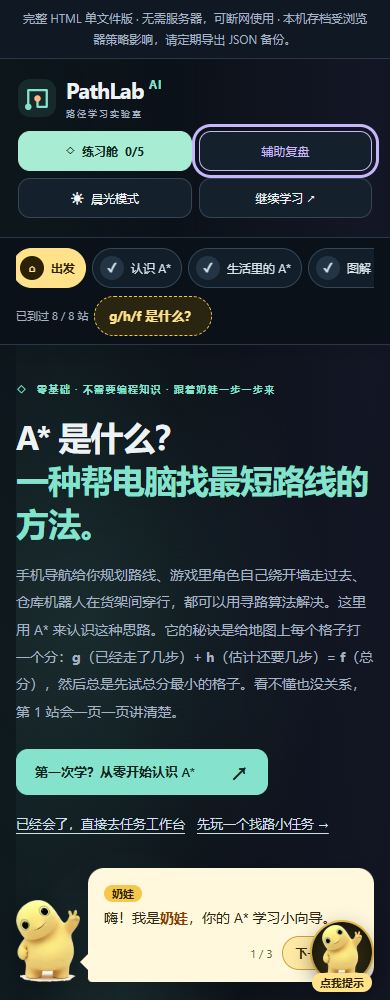 完整 HTML 单文件版 · 无需服务器，可断网使用 · 本机存档受浏览
器策略影响，请定期导出 JSON 备份。
PathLab AI
路径学习实验室
◇ 练习舱 0/5
辅助复盘
☀ 晨光模式
继续学习 ↗
⌂ 出发
✓ 认识 A*
✓ 生活里的 A*
✓ 图解
已到过 8 / 8 站
g/h/f 是什么？
◇ 零基础 · 不需要编程知识 · 跟着奶娃一步一步来
A* 是什么？
一种帮电脑找最短路线的
方法。
手机导航给你规划路线、游戏里角色自己绕开墙走过去、
仓库机器人在货架间穿行，都可以用寻路算法解决。这里
用 A* 来认识这种思路。它的秘诀是给地图上每个格子打
一个分：g（已经走了几步）+ h（估计还要几步）= f（总
分），然后总是先试总分最小的格子。看不懂也没关系，
第 1 站会一页一页讲清楚。
第一次学？从零开始认识 A* ↗
已经会了，直接去任务工作台
先玩一个找路小任务 →
奶娃
嗨！我是奶娃，你的 A* 学习小向导。
1 / 3
下
点我提示